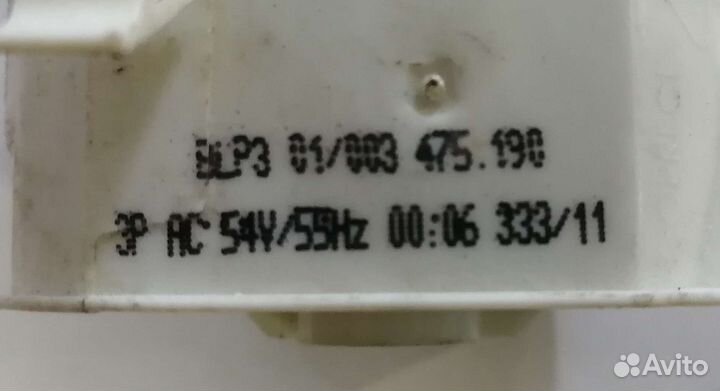 BLP3 01/003 475.190
3P AC 54V/55Hz 00:06 333/11
Avito